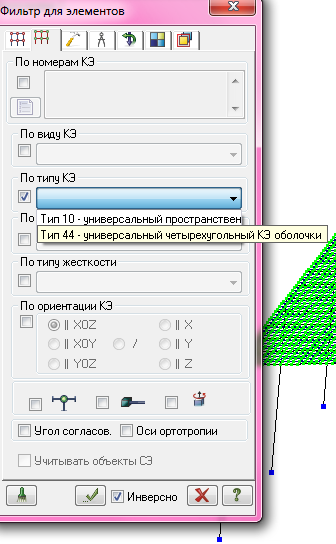 Фильтр для элементов
По номерам КЭ
По виду КЭ
По типу КЭ
Тип 10 - универсальный пространствен
По
Тип 44 - универсальный четырехугольный КЭ оболочки
По типу жесткости
По ориентации КЭ
|| X0Z
|| X
|| X0Y
/
|| Y
|| Y0Z
|| Z
Угол согласов.
Оси ортотропии
Учитывать объекты СЭ
Инверсно
?